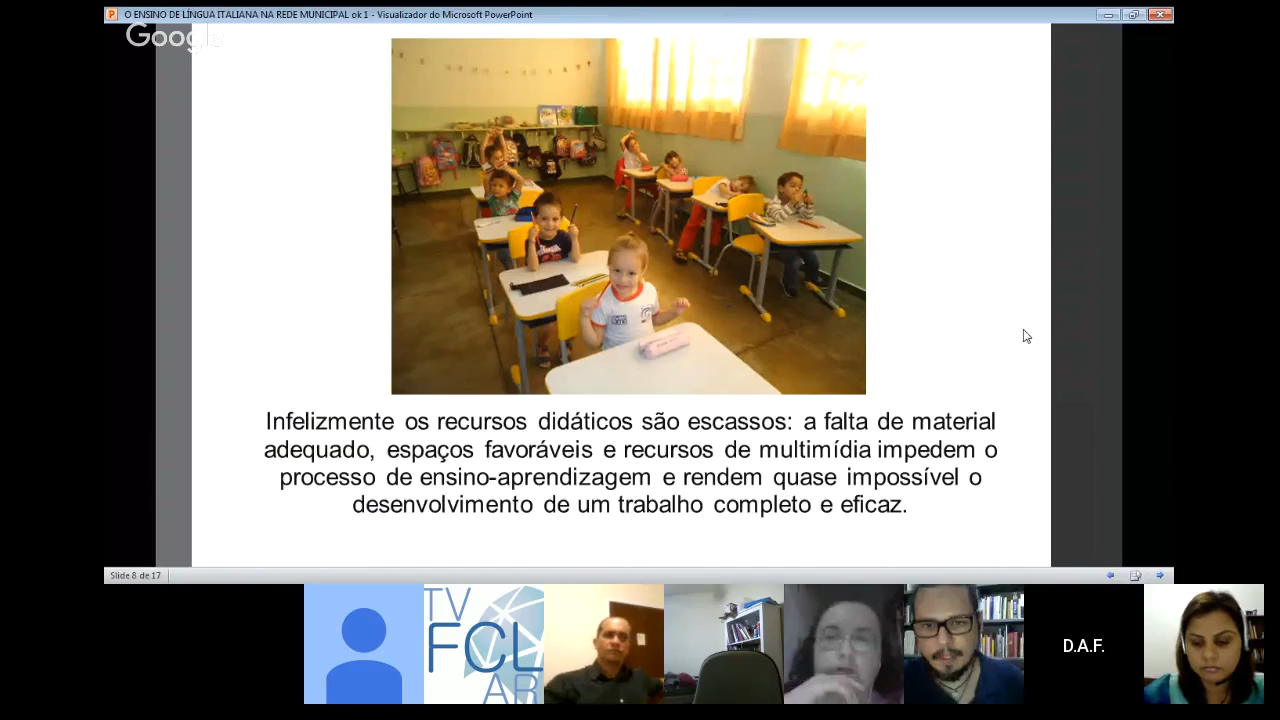 O ENSINO DE LÍNGUA ITALIANA NA REDE MUNICIPAL ok 1 - Visualizador do Microsoft PowerPoint
Google
Infelizmente os recursos didáticos são escassos: a falta de material
adequado, espaços favoráveis e recursos de multimídia impedem o
processo de ensino-aprendizagem e rendem quase impossível o
desenvolvimento de um trabalho completo e eficaz.
Slide 8 de 17
TV
FCL
AR
D.A.F.